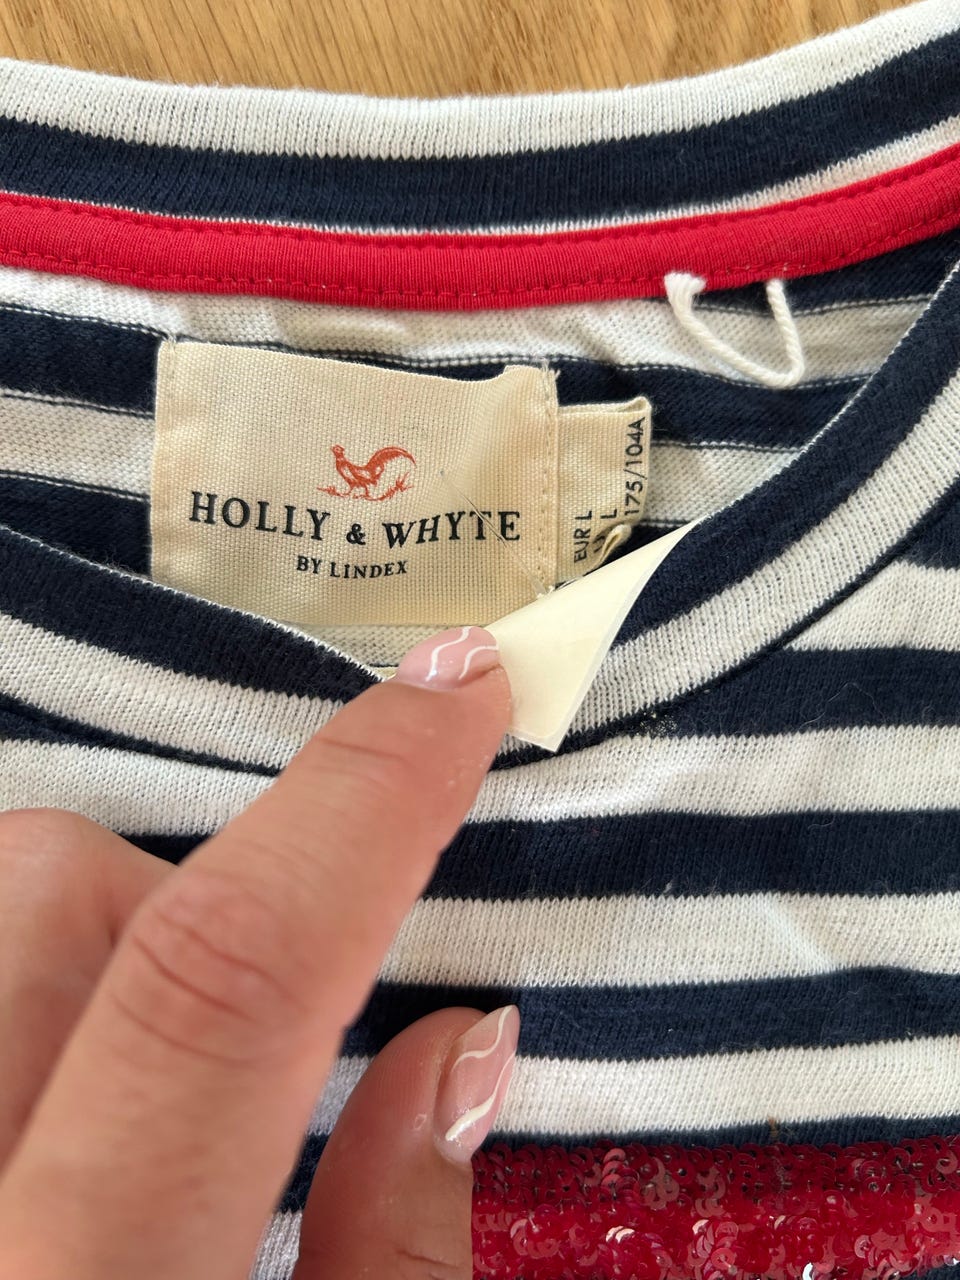 HOLLY & WHYTE
BY LINDEX
EUR L
L
175/104A